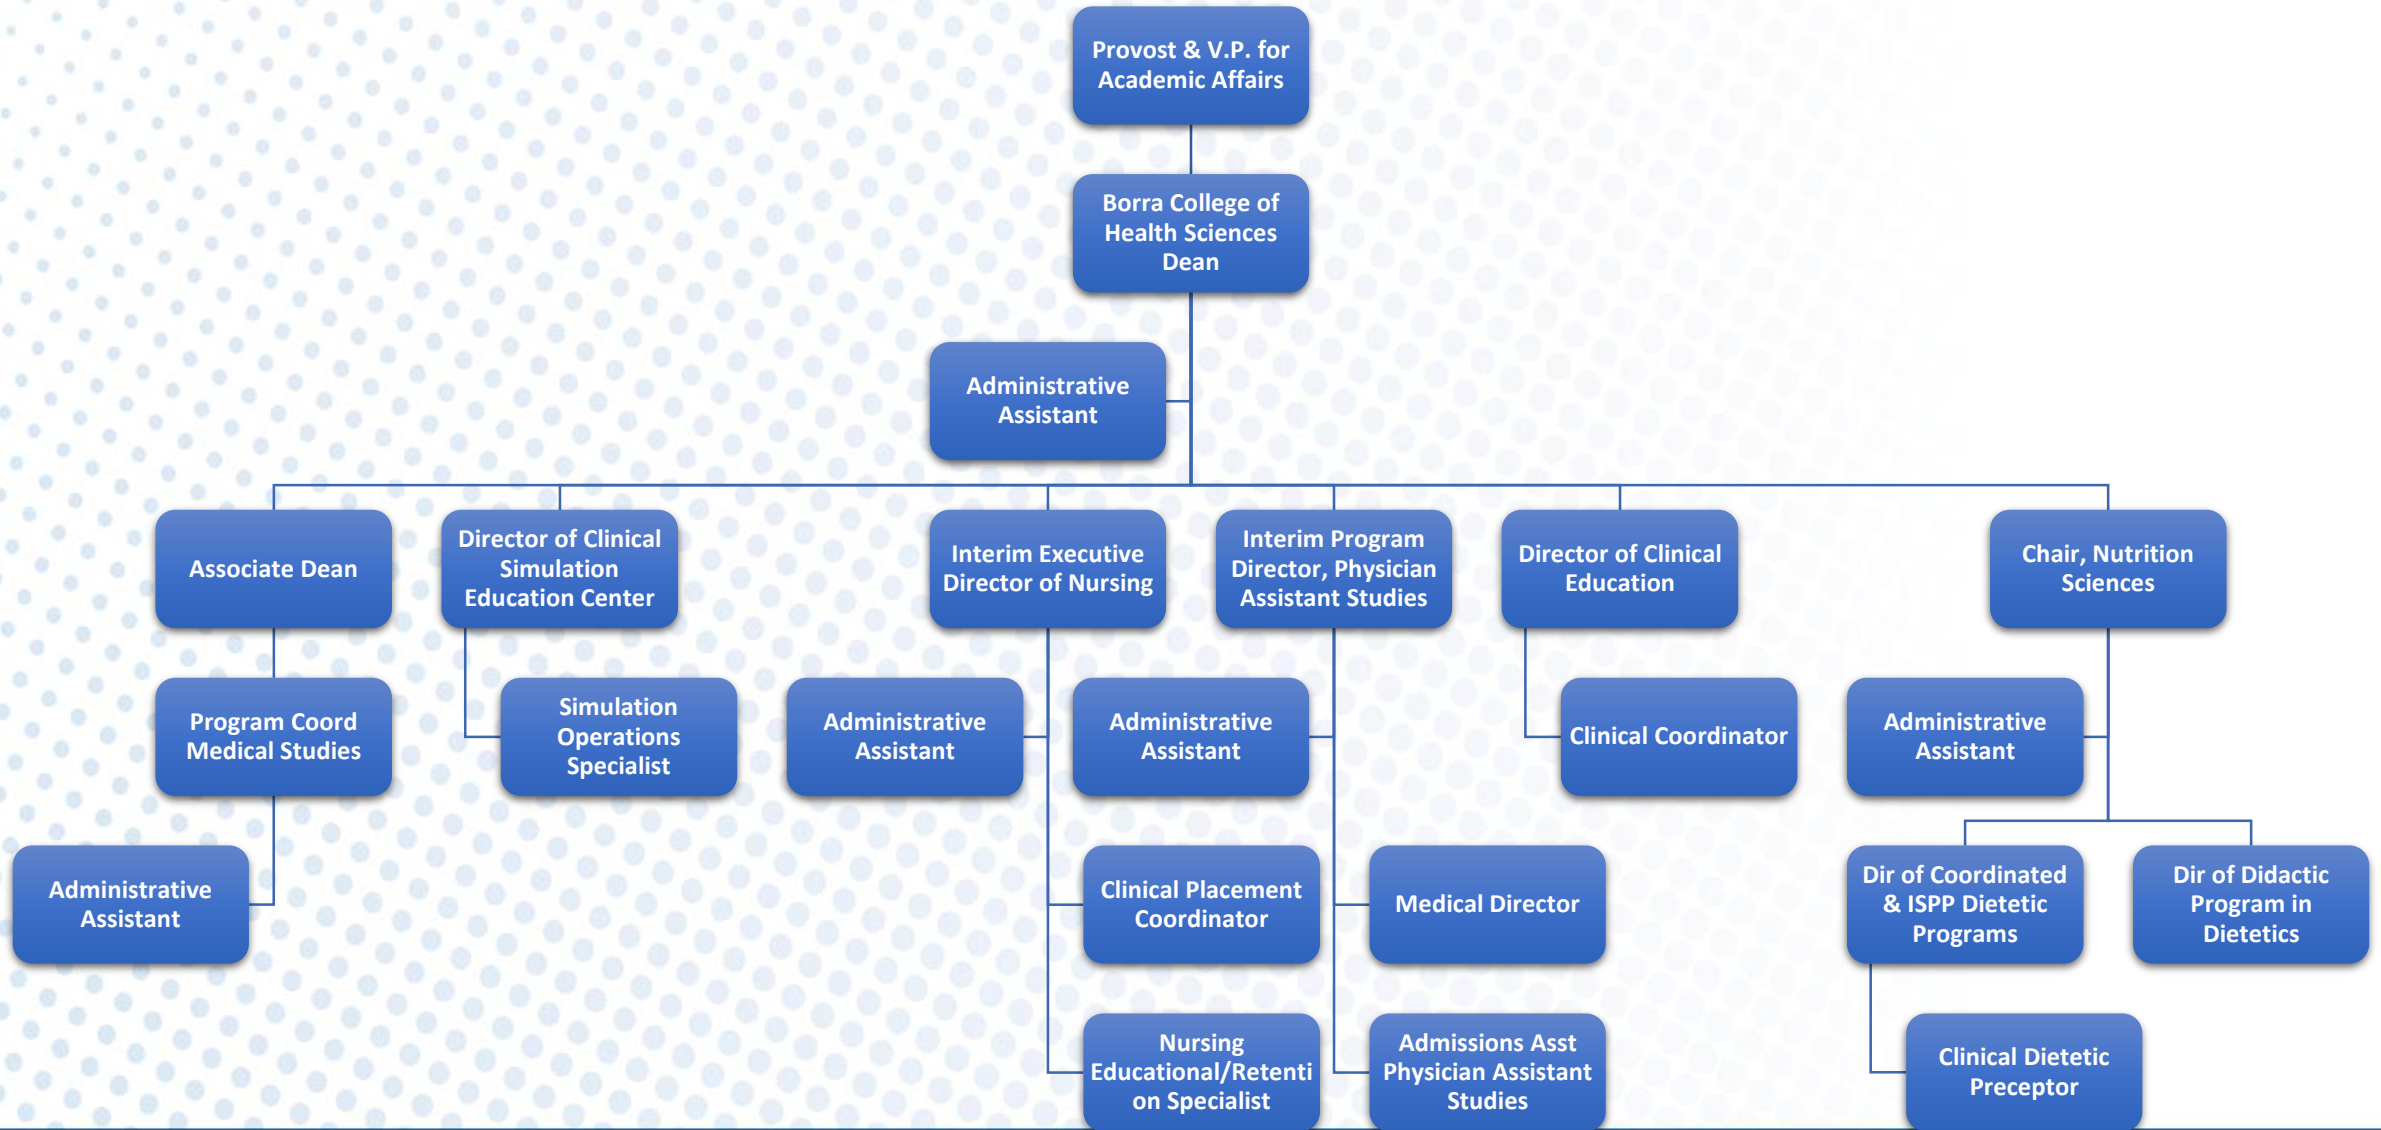 Provost & V.P. for
Academic Affairs
Borra College of
Health Sciences
Dean
Administrative
Assistant
Associate Dean
Director of Clinical
Simulation
Education Center
Interim Executive
Director of Nursing
Interim Program
Director, Physician
Assistant Studies
Director of Clinical
Education
Chair, Nutrition
Sciences
Program Coord
Medical Studies
Simulation
Operations
Specialist
Administrative
Assistant
Administrative
Assistant
Clinical Coordinator
Administrative
Assistant
Administrative
Assistant
Clinical Placement
Coordinator
Medical Director
Dir of Coordinated
& ISPP Dietetic
Programs
Dir of Didactic
Program in
Dietetics
Nursing
Educational/Retenti
on Specialist
Admissions Asst
Physician Assistant
Studies
Clinical Dietetic
Preceptor